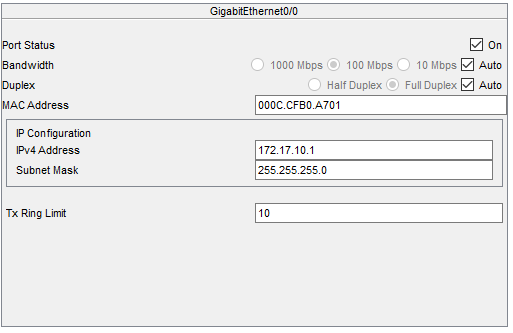 GigabitEthernet0/0
Port Status On
Bandwidth 1000 Mbps 100 Mbps 10 Mbps Auto
Duplex Half Duplex Full Duplex Auto
MAC Address 000C.CFB0.A701
IP Configuration
IPv4 Address 172.17.10.1
Subnet Mask 255.255.255.0
Tx Ring Limit 10